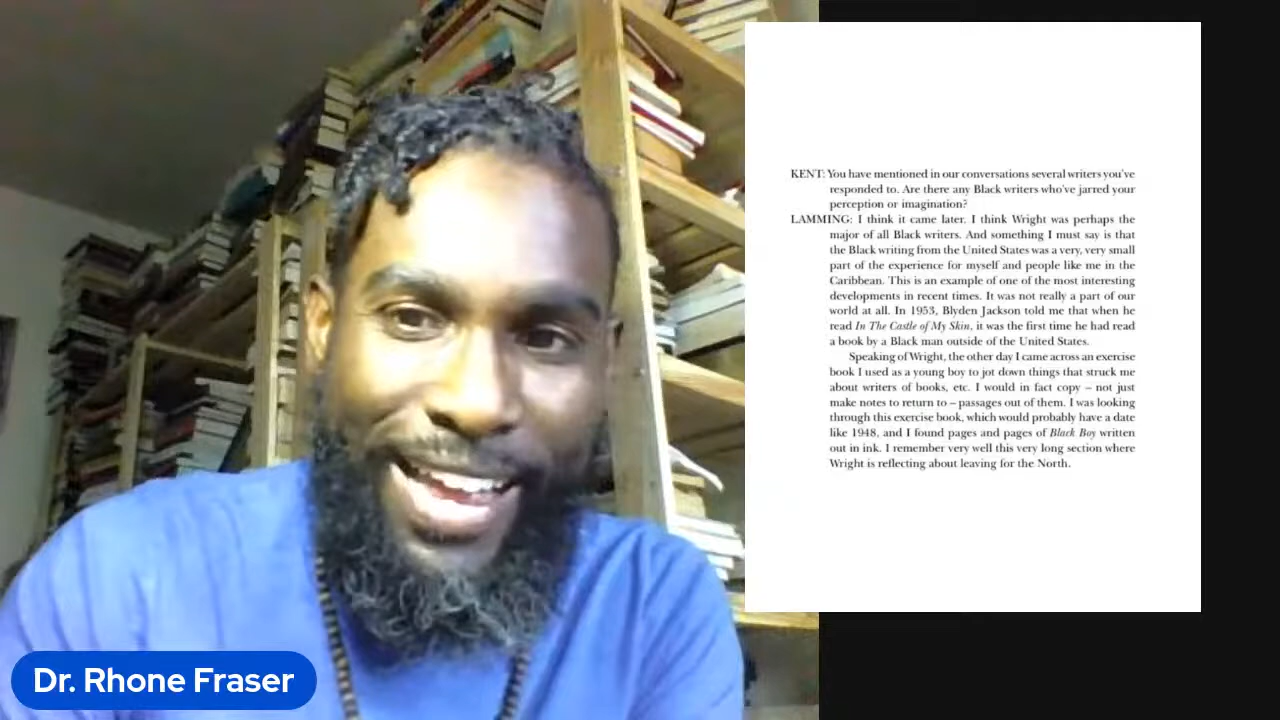 KENT: You have mentioned in our conversations several writers you've
responded to. Are there any Black writers who've jarred your
perception or imagination?
LAMMING: I think it came later. I think Wright was perhaps the
major of all Black writers. And something I must say is that
the Black writing from the United States was a very, very small
part of the experience for myself and people like me in the
Caribbean. This is an example of one of the most interesting
developments in recent times. It was not really a part of our
world at all. In 1953, Blyden Jackson told me that when he
read In The Castle of My Skin, it was the first time he had read
a book by a Black man outside of the United States.
Speaking of Wright, the other day I came across an exercise
book I used as a young boy to jot down things that struck me
about writers of books, etc. I would in fact copy – not just
make notes to return to – passages out of them. I was looking
through this exercise book, which would probably have a date
like 1948, and I found pages and pages of Black Boy written
out in ink. I remember very well this very long section where
Wright is reflecting about leaving for the North.
Dr. Rhone Fraser